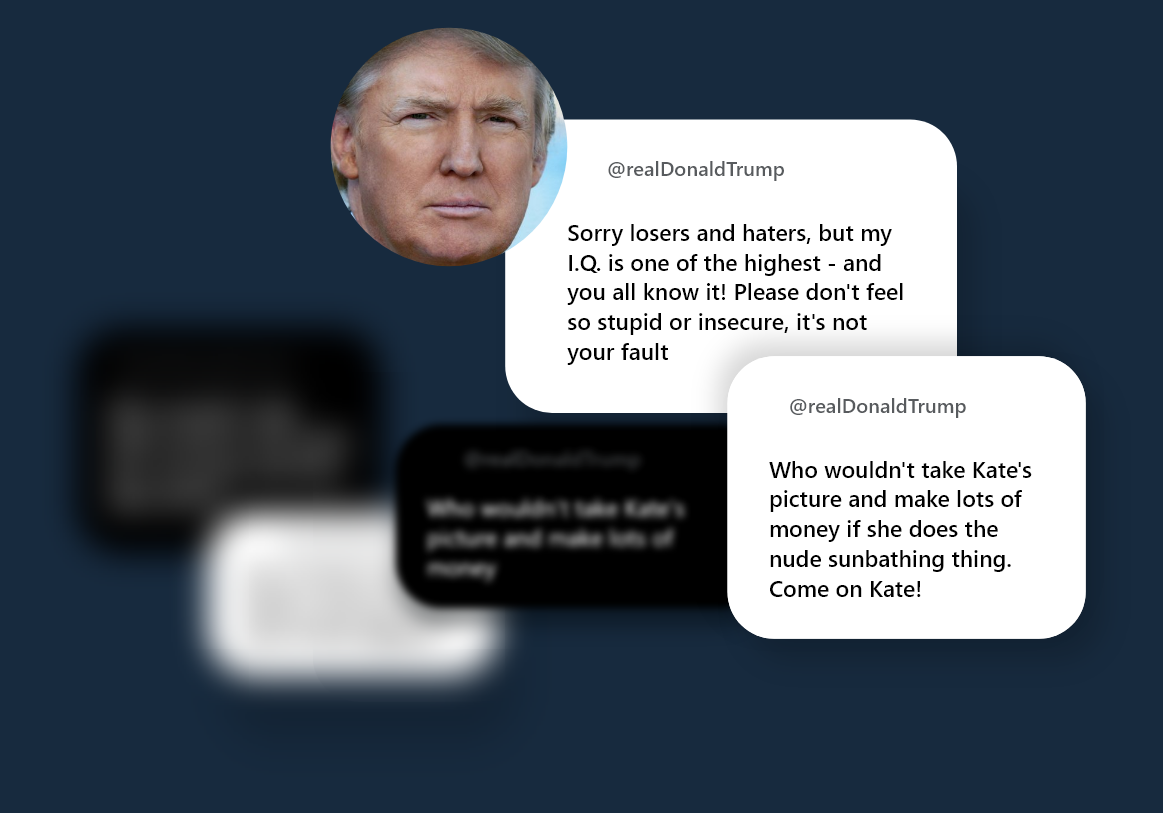 @realDonaldTrump
Sorry losers and haters, but my
I.Q. is one of the highest - and
you all know it! Please don't feel
so stupid or insecure, it's not
your fault
@realDonaldTrump
Who wouldn't take Kate's
picture and make lots of
money if she does the
nude sunbathing thing.
Come on Kate!
@realDonaldTrump
Who wouldn't take Kate's
picture and make lots of
money